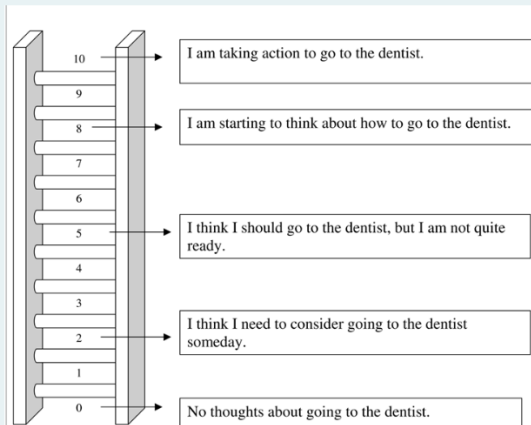 10 I am taking action to go to the dentist.
9
8 I am starting to think about how to go to the dentist.
7
6
5 I think I should go to the dentist, but I am not quite
ready.
4
3
2 I think I need to consider going to the dentist
someday.
1
0 No thoughts about going to the dentist.